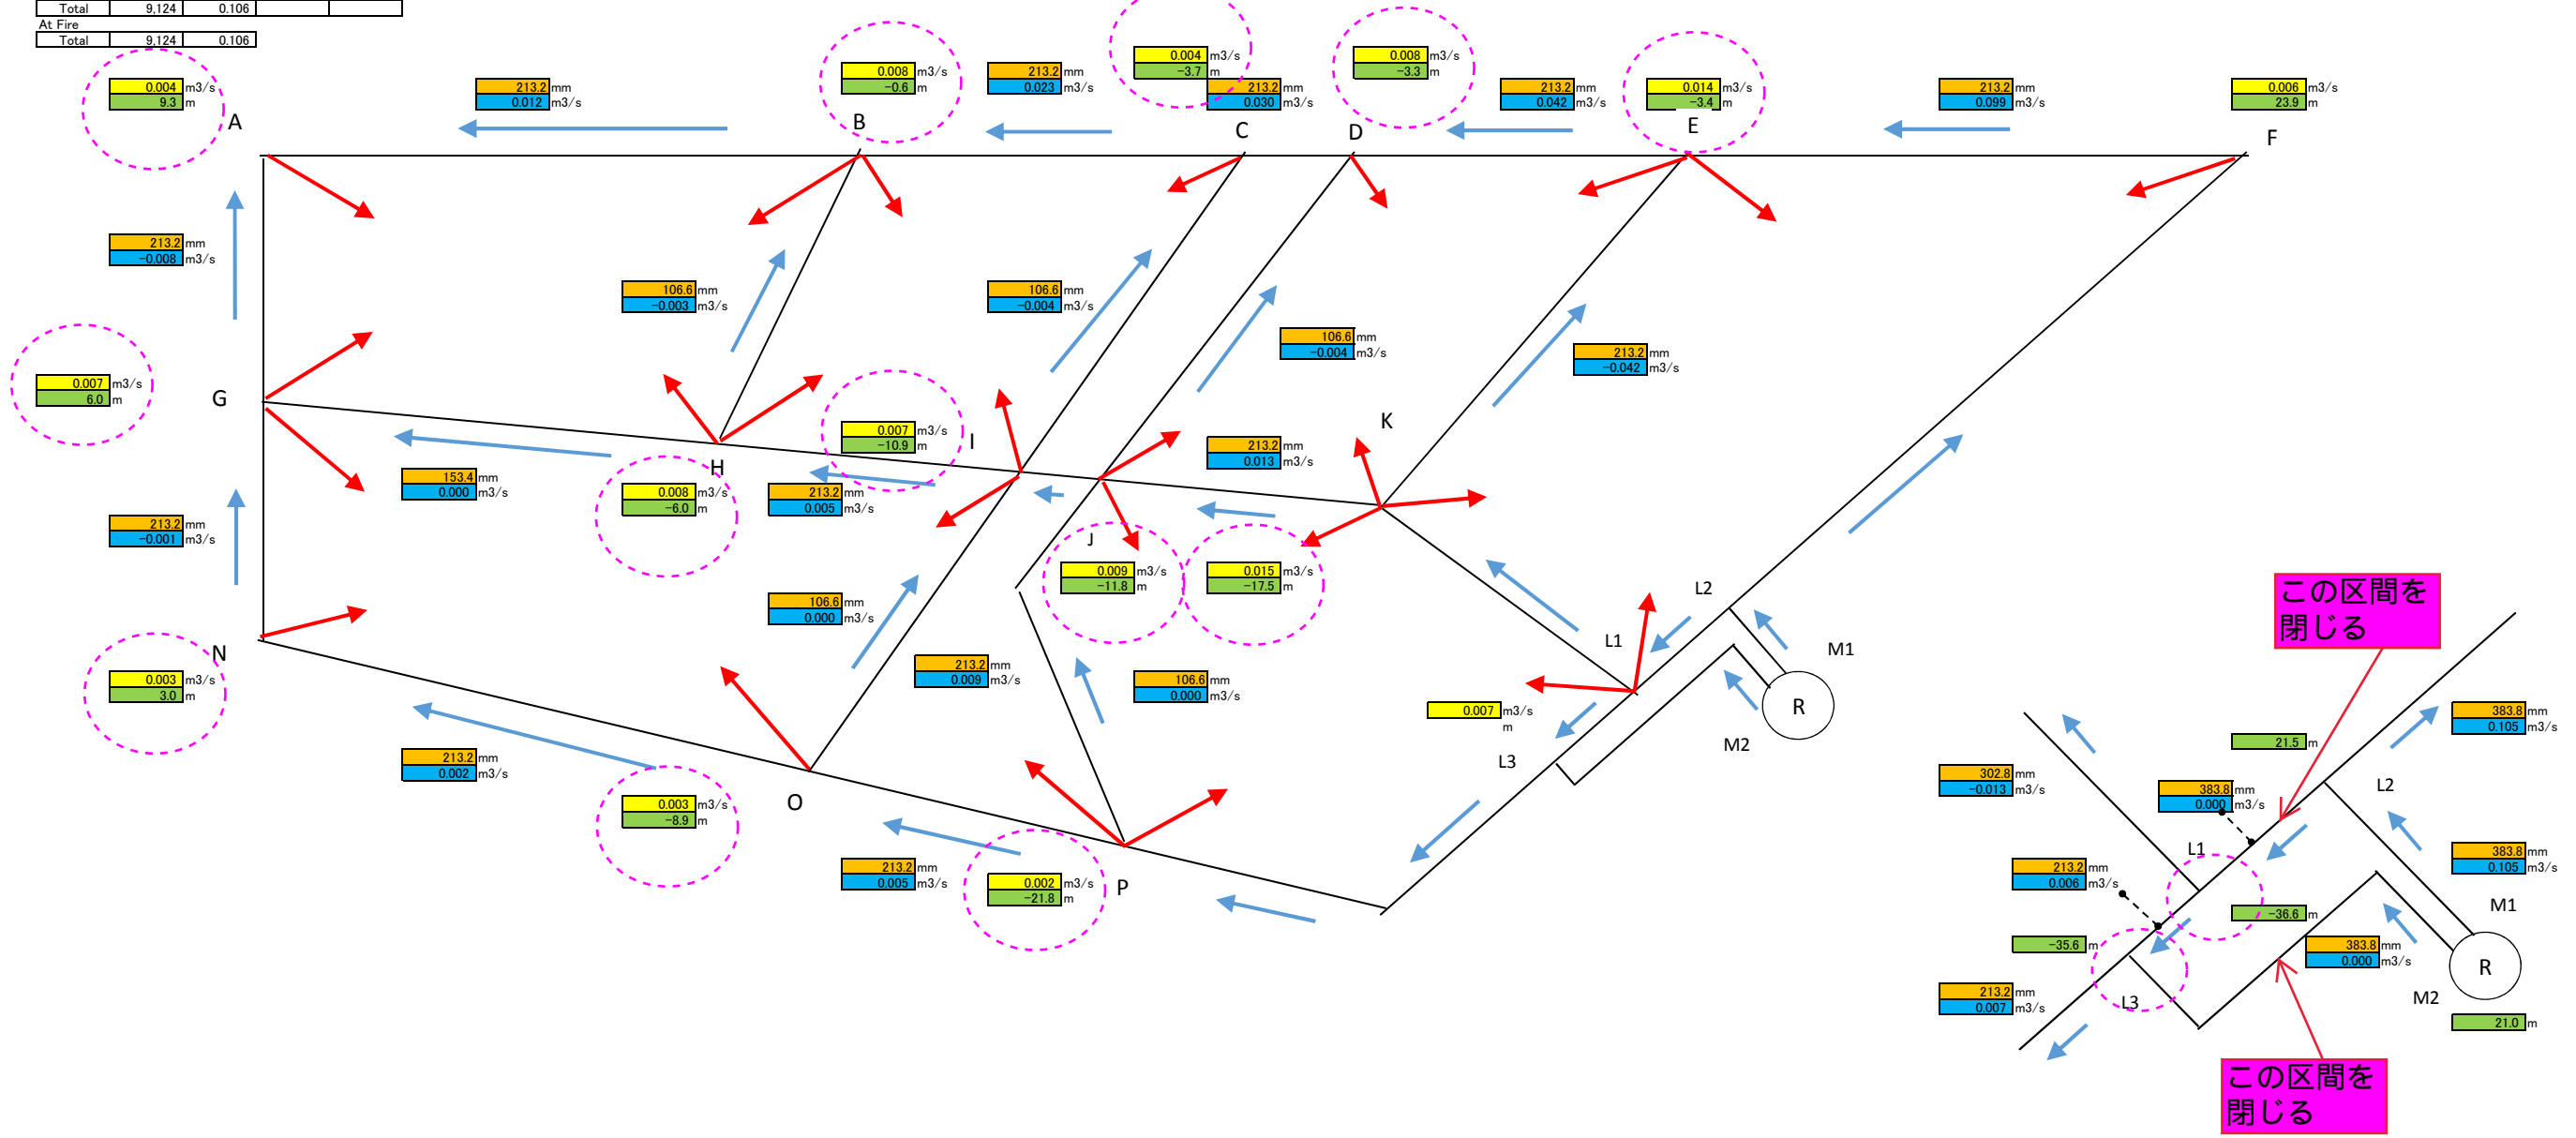 Total 9,124 0.106
At Fire
Total 9,124 0.106
0.004 m3/s
9.3 m
A
213.2 mm
0.012 m3/s
0.008 m3/s
-0.6 m
B
213.2 mm
0.023 m3/s
0.004 m3/s
-3.7 m
213.2 mm
0.030 m3/s
C
0.008 m3/s
-3.3 m
D
213.2 mm
0.042 m3/s
0.014 m3/s
-3.4 m
E
213.2 mm
0.099 m3/s
0.006 m3/s
23.9 m
F
213.2 mm
-0.008 m3/s
106.6 mm
-0.003 m3/s
106.6 mm
-0.004 m3/s
106.6 mm
-0.004 m3/s
213.2 mm
-0.042 m3/s
0.007 m3/s
6.0 m
G
153.4 mm
0.000 m3/s
H
0.008 m3/s
-6.0 m
0.007 m3/s
-10.9 m
I
213.2 mm
0.005 m3/s
213.2 mm
0.013 m3/s
K
213.2 mm
-0.001 m3/s
J
0.009 m3/s
-11.8 m
0.015 m3/s
-17.5 m
106.6 mm
0.000 m3/s
213.2 mm
0.009 m3/s
106.6 mm
0.000 m3/s
N
0.003 m3/s
3.0 m
213.2 mm
0.002 m3/s
0.003 m3/s
-8.9 m
O
213.2 mm
0.005 m3/s
0.002 m3/s
-21.8 m
P
L2
L1
M1
0.007 m3/s
m
R
M2
L3
この区間を
閉じる
383.8 mm
0.105 m3/s
21.5 m
302.8 mm
-0.013 m3/s
383.8 mm
0.000 m3/s
L2
L1
383.8 mm
0.105 m3/s
213.2 mm
0.006 m3/s
M1
-36.6 m
-35.6 m
383.8 mm
0.000 m3/s
R
213.2 mm
0.007 m3/s
L3
M2
21.0 m
この区間を
閉じる